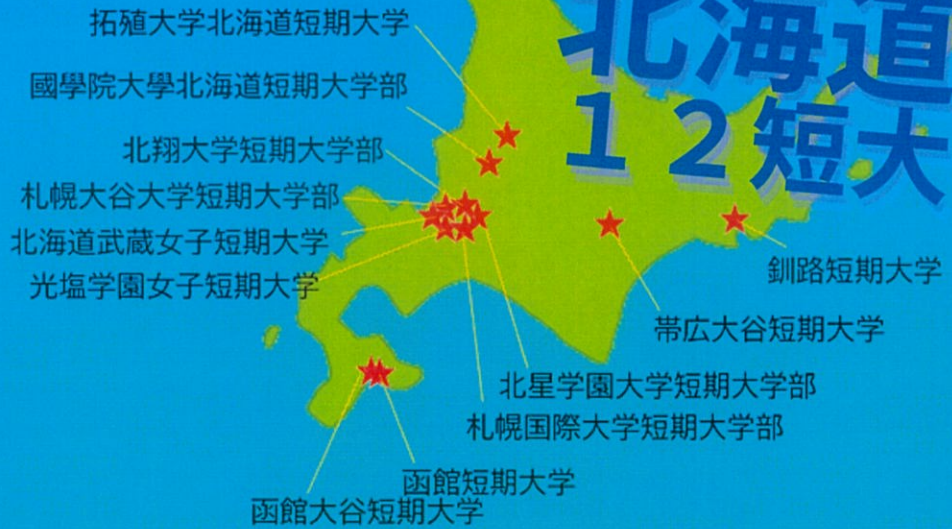 北海道
12短大
拓殖大学北海道短期大学
國學院大學北海道短期大学部
北翔大学短期大学部
札幌大谷大学短期大学部
北海道武蔵女子短期大学
光塩学園女子短期大学
釧路短期大学
帯広大谷短期大学
北星学園大学短期大学部
札幌国際大学短期大学部
函館短期大学
函館大谷短期大学